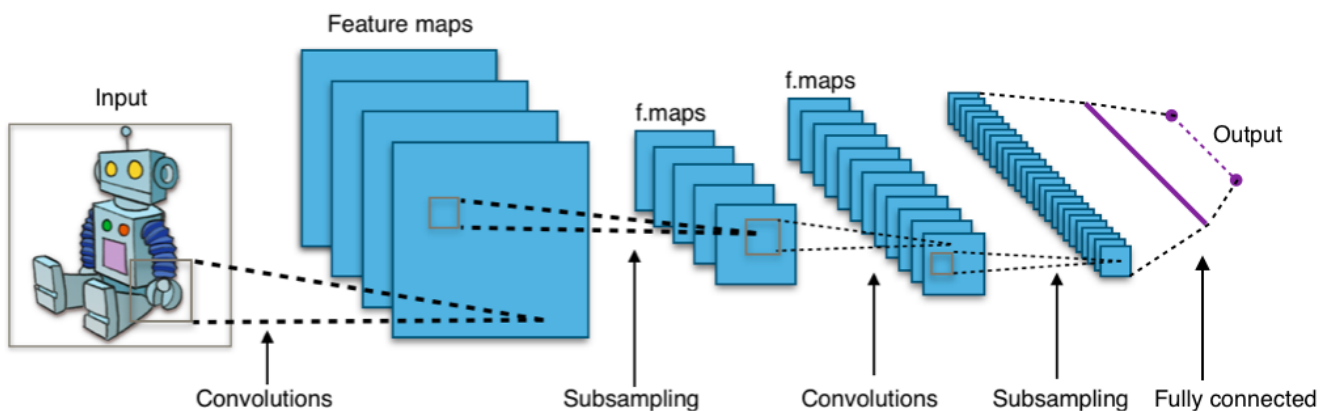 Feature maps
Input
f.maps
f.maps
Output
Convolutions
Subsampling
Convolutions
Subsampling
Fully connected